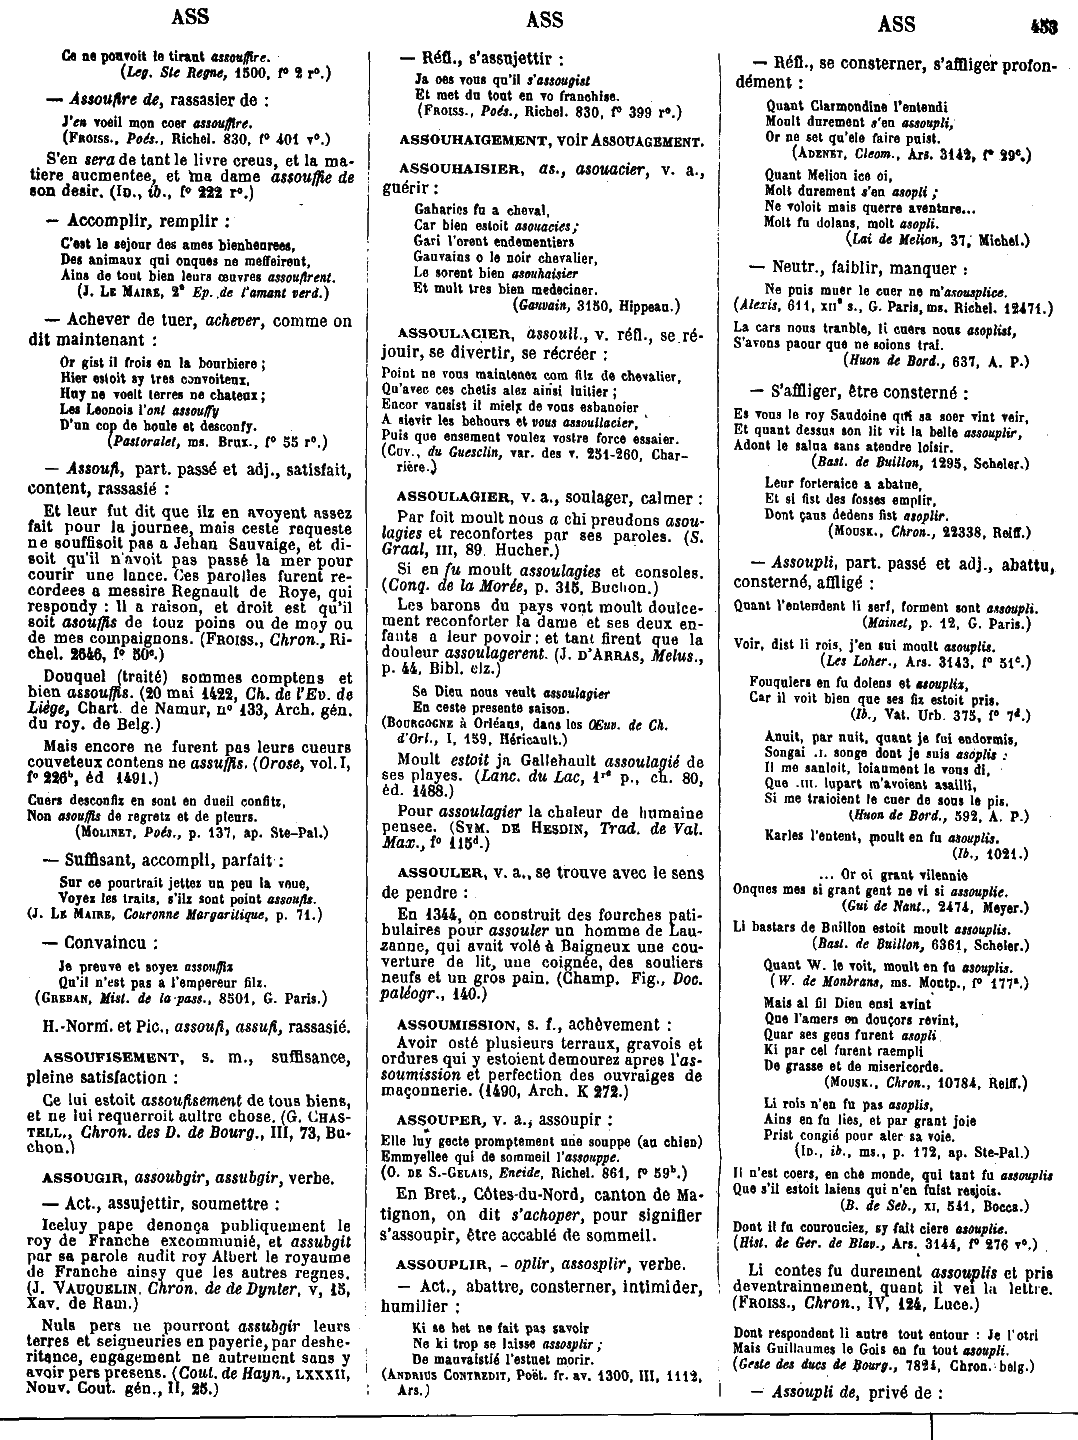 ASS
ASS
ASS
453
Ce ne pouvoit le tirant assouffire.
(Leg. Ste Regne, 1500, f° 2 r°.)
— Assoufire de, rassasier de :
J'en voeil mon coer assouffire.
(FROISS., Poés., Richel. 830, f° 401 v°.)
S'en sera de tant le livre creus, et la ma-
tiere aucmentee, et ma dame assouffie de
son desir. (ID., ib., f° 222 r°.)
— Accomplir, remplir :
C'est le sejour des ames bienheurees,
Des animaux qui onques ne meffeirent,
Ains de tout bien leurs œuvres assoufirent.
(J. LE MAIRE, 2e Ep. de l'amant verd.)
— Achever de tuer, achever, comme on
dit maintenant :
Or gist il frois en la bourbiere ;
Hier estoit sy tres convoiteux,
Huy ne voelt terres ne chateux ;
Les Leonois l'ont assouffy
D'un cop de houle et desconfy.
(Pastoralet, ms. Brux., f° 55 r°.)
— Assoufi, part. passé et adj., satisfait,
content, rassasié :
Et leur fut dit que ilz en avoyent assez
fait pour la journee, mais ceste requeste
ne souffisoit pas a Jehan Sauvaige, et di-
soit qu'il n'avoit pas passé la mer pour
courir une lance. Ces parolles furent re-
cordees a messire Regnault de Roye, qui
respondy : Il a raison, et droit est qu'il
soit asouffis de touz poins ou de moy ou
de mes compaignons. (FROISS., Chron., Ri-
chel. 2646, f° 50c.)
Douquel (traité) sommes comptens et
bien assouffis. (20 mai 1422, Ch. de l'Ev. de
Liège, Chart. de Namur, n° 133, Arch. gén.
du roy. de Belg.)
Mais encore ne furent pas leurs cueurs
couveteux contens ne assuffis. (Orose, vol. I,
f° 226b, éd 1491.)
Cuers desconfiz en sont en dueil confitz,
Non asouffis de regretz et de pleurs.
(MOLINET, Poés., p. 137, ap. Ste-Pal.)
— Suffisant, accompli, parfait :
Sur ce pourtrait jettez un peu la veue,
Voyez les traits, s'ilz sont point assoufis.
(J. LE MAIRE, Couronne Margaritique, p. 71.)
— Convaincu :
Je preuve et soyez assouffiz
Qu'il n'est pas a l'empereur filz.
(GREBAN, Mist. de la pass., 8501, G. Paris.)
H.-Norm. et Pic., assoufi, assufi, rassasié.
ASSOUFISEMENT, s. m., suffisance,
pleine satisfaction :
Ce lui estoit assoufisement de tous biens,
et ne lui requerroit aultre chose. (G. CHAS-
TELL., Chron. des D. de Bourg., III, 73, Bu-
chon.)
ASSOUGIR, assoubgir, assubgir, verbe.
— Act., assujettir, soumettre :
Iceluy pape denonça publiquement le
roy de Franche excommunié, et assubgit
par sa parole audit roy Albert le royaume
de Franche ainsy que les autres regnes.
(J. VAUQUELIN. Chron. de de Dynter, v, 15,
Xav. de Ram.)
Nuls pers ne pourront assubgir leurs
terres et seigneuries en payerie, par deshe-
ritance, engagement ne autrement sans y
avoir pers presens. (Cout. de Hayn., LXXXII,
Nouv. Cout. gén., II, 25.)
— Réfl., s'assujettir :
Ja oes vous qu'il s'assougist
Et met du tout en vo franchise.
(FROISS., Poés., Richel. 830, f° 399 r°.)
ASSOUHAIGEMENT, voir ASSOUAGEMENT.
ASSOUHAISIER, as., asouacier, v. a.,
guérir :
Gaharies fu a cheval,
Car bien estoit asouacies ;
Gari l'orent endementiers
Gauvains o le noir chevalier,
Le sorent bien asouhaisier
Et mult tres bien medeciner.
(Gauvain, 3150, Hippeau.)
ASSOULACIER, assoull., v. réfl., se ré-
jouir, se divertir, se récréer :
Point ne vous maintenez com filz de chevalier,
Qu'avec ces chetis alez ainsi luitier ;
Encor vausist il mielx de vous esbanoier
A sievir les behours et vous assoullacier,
Puis que ensement voulez vostre force essaier.
(CUV., du Guesclin, var. des v. 251-260, Char-
rière.)
ASSOULAGIER, v. a., soulager, calmer :
Par foit moult nous a chi preudons asou-
lagies et reconfortes par ses paroles. (S.
Graal, III, 89. Hucher.)
Si en fu moult assoulagies et consoles.
(Conq. de la Morée, p. 315, Buchon.)
Les barons du pays vont moult doulce-
ment reconforter la dame et ses deux en-
fants a leur povoir ; et tant firent que la
douleur assoulagerent. (J. D'ARRAS, Melus.,
p. 44, Bibl. elz.)
Se Dieu nous veult assoulagier
En ceste presente saison.
(BOURGOGNE à Orléans, dans les Œuv. de Ch.
d'Orl., I, 159, Héricault.)
Moult estoit ja Gallehault assoulagié de
ses playes. (Lanc. du Lac, 1re p., ch. 80,
éd. 1488.)
Pour assoulagier la chaleur de humaine
pensee. (SYM. DE HESDIN, Trad. de Val.
Max., f° 115d.)
ASSOULER, v. a., se trouve avec le sens
de pendre :
En 1344, on construit des fourches pati-
bulaires pour assouler un homme de Lau-
zanne, qui avait volé à Baigneux une cou-
verture de lit, une coignée, des souliers
neufs et un gros pain. (Champ. Fig., Doc.
paléogr., 140.)
ASSOUMISSION, s. f., achèvement :
Avoir osté plusieurs terraux, gravois et
ordures qui y estoient demourez apres l'as-
soumission et perfection des ouvraiges de
maçonnerie. (1490, Arch. K 272.)
ASSOUPER, v. a., assoupir :
Elle luy gecte promptement une souppe (au chien)
Emmyellee qui de sommeil l'assouppe.
(O. DE S.-GELAIS, Eneide, Richel. 861, f° 59b.)
En Bret., Côtes-du-Nord, canton de Ma-
tignon, on dit s'achoper, pour signifier
s'assoupir, être accablé de sommeil.
ASSOUPLIR, - oplir, assosplir, verbe.
— Act., abattre, consterner, intimider,
humilier :
Ki se het ne fait pas savoir
Ne ki trop se laisse assosplir ;
De mauvaistié l'estuet morir.
(ANDRIUS CONTREDIT, Poët. fr. av. 1300, III, 1112,
Ars.)
— Réfl., se consterner, s'affliger profon-
dément :
Quant Clarmondine l'entendi
Moult durement s'en assoupli,
Or ne set qu'ele faire puist.
(ADENET, Cleom., Ars. 3142, f° 29c.)
Quant Melion ice oi,
Molt durement s'en asopli ;
Ne voloit mais querre aventure...
Molt fu dolans, molt asopli.
(Lai de Melion, 37, Michel.)
— Neutr., faiblir, manquer :
Ne puis muer le cuer ne m'asousplice.
(Alexis, 611, XIIe s., G. Paris, ms. Richel. 12471.)
La cars nous tranble, li cuers nous asoplist,
S'avons paour que ne soions traï.
(Huon de Bord., 637, A. P.)
— S'affliger, être consterné :
Es vous le roy Saudoine qui sa soer vint veir,
Et quant dessus son lit vit la belle assouplir,
Adont le salua sans atendre loisir.
(Bast. de Buillon, 1295, Scheler.)
Leur forteraice a abatue,
Et si fist des fosses emplir,
Dont çaus dedens fist asoplir.
(MOUSK., Chron., 22338, Reiff.)
— Assoupli, part. passé et adj., abattu,
consterné, affligé :
Quant l'entendent li serf, forment sont assoupli.
(Mainet, p. 12, G. Paris.)
Voir, dist li rois, j'en sui moult asouplis.
(Les Loher., Ars. 3143, f° 51c.)
Fouquiers en fu dolens et asouplix,
Car il voit bien que ses fiz estoit pris.
(Ib., Vat. Urb. 375, f° 7d.)
Anuit, par nuit, quant je fui endormis,
Songai .I. songe dont je suis asoplis :
Il me sanloit, loiaument le vous di,
Que .III. lupart m'avoient asailli,
Si me traioient le cuer de sous le pis.
(Huon de Bord., 592, A. P.)
Karles l'entent, moult en fu asouplis.
(Ib., 1021.)
... Or oi grant vilennie
Onques mes si grant gent ne vi si assouplie.
(Gui de Nant., 2474, Meyer.)
Li bastars de Buillon estoit moult assouplis.
(Bast. de Buillon, 6361, Scheler.)
Quant W. le voit, moult en fu asouplis.
(W. de Monbrans, ms. Montp., f° 177a.)
Mais al fil Dieu ensi avint
Que l'amers en douçors revint,
Quar ses gens furent asopli
Ki par cel furent raempli
De grasse et de misericorde.
(MOUSK., Chron., 10784, Reiff.)
Li rois n'en fu pas asoplis,
Ains en fu lies, et par grant joie
Prist congié pour aler sa voie.
(ID., ib., ms., p. 172, ap. Ste-Pal.)
Il n'est coers, en che monde, qui tant fu assouplis
Que s'il estoit laiens qui n'en fuist resjois.
(B. de Seb., XI, 541, Bocca.)
Dont il fu courouciez, sy fait ciere asouplie.
(Hist. de Ger. de Blav., Ars. 3144, f° 276 v°.)
Li contes fu durement assouplis et pris
deventrainnement, quant il vei la lettre.
(FROISS., Chron., IV, 124, Luce.)
Dont respondent li autre tout entour : Je l'otri
Mais Guillaumes le Gois en fu tout asoupli.
(Geste des ducs de Bourg., 7824, Chron. belg.)
— Assoupli de, privé de :